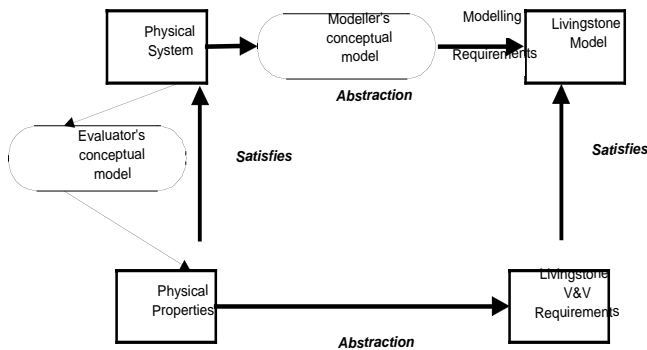 Physical
System
Modeller's
conceptual
model
Modelling
Requirements
Livingstone
Model
Abstraction
Evaluator's
conceptual
model
Satisfies
Satisfies
Physical
Properties
Livingstone
V&V
Requirements
Abstraction